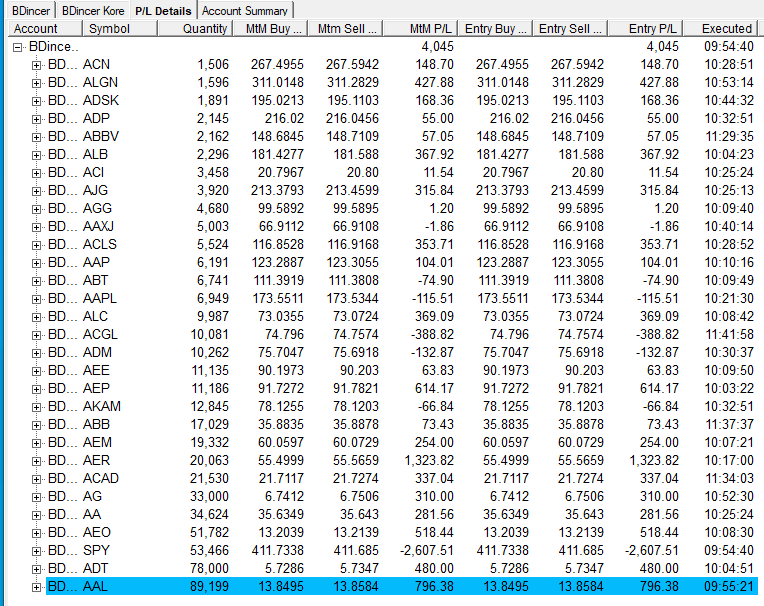 BDincer BDincer Kore P/L Details Account Summary
Account Symbol Quantity MtM Buy ... Mtm Sell ... MtM P/L Entry Buy ... Entry Sell ... Entry P/L Executed
BDince.. 4,045 4,045 09:54:40
BD... ACN 1,506 267.4955 267.5942 148.70 267.4955 267.5942 148.70 10:28:51
BD... ALGN 1,596 311.0148 311.2829 427.88 311.0148 311.2829 427.88 10:53:14
BD... ADSK 1,891 195.0213 195.1103 168.36 195.0213 195.1103 168.36 10:44:32
BD... ADP 2,145 216.02 216.0456 55.00 216.02 216.0456 55.00 10:32:51
BD... ABBV 2,162 148.6845 148.7109 57.05 148.6845 148.7109 57.05 11:29:35
BD... ALB 2,296 181.4277 181.588 367.92 181.4277 181.588 367.92 10:04:23
BD... ACI 3,458 20.7967 20.80 11.54 20.7967 20.80 11.54 10:25:24
BD... AJG 3,920 213.3793 213.4599 315.84 213.3793 213.4599 315.84 10:25:13
BD... AGG 4,680 99.5892 99.5895 1.20 99.5892 99.5895 1.20 10:09:40
BD... AAXJ 5,003 66.9112 66.9108 -1.86 66.9112 66.9108 -1.86 10:40:14
BD... ACLS 5,524 116.8528 116.9168 353.71 116.8528 116.9168 353.71 10:28:52
BD... AAP 6,191 123.2887 123.3055 104.01 123.2887 123.3055 104.01 10:10:16
BD... ABT 6,741 111.3919 111.3808 -74.90 111.3919 111.3808 -74.90 10:09:49
BD... AAPL 6,949 173.5511 173.5344 -115.51 173.5511 173.5344 -115.51 10:21:30
BD... ALC 9,987 73.0355 73.0724 369.09 73.0355 73.0724 369.09 10:08:42
BD... ACGL 10,081 74.796 74.7574 -388.82 74.796 74.7574 -388.82 11:41:58
BD... ADM 10,262 75.7047 75.6918 -132.87 75.7047 75.6918 -132.87 10:30:37
BD... AEE 11,135 90.1973 90.203 63.83 90.1973 90.203 63.83 10:09:50
BD... AEP 11,186 91.7272 91.7821 614.17 91.7272 91.7821 614.17 10:03:22
BD... AKAM 12,845 78.1255 78.1203 -66.84 78.1255 78.1203 -66.84 10:32:51
BD... ABB 17,029 35.8835 35.8878 73.43 35.8835 35.8878 73.43 11:37:37
BD... AEM 19,332 60.0597 60.0729 254.00 60.0597 60.0729 254.00 10:07:21
BD... AER 20,063 55.4999 55.5659 1,323.82 55.4999 55.5659 1,323.82 10:17:00
BD... ACAD 21,530 21.7117 21.7274 337.04 21.7117 21.7274 337.04 11:34:03
BD... AG 33,000 6.7412 6.7506 310.00 6.7412 6.7506 310.00 10:52:30
BD... AA 34,624 35.6349 35.643 281.56 35.6349 35.643 281.56 10:25:24
BD... AEO 51,782 13.2039 13.2139 518.44 13.2039 13.2139 518.44 10:08:30
BD... SPY 53,466 411.7338 411.685 -2,607.51 411.7338 411.685 -2,607.51 09:54:40
BD... ADT 78,000 5.7286 5.7347 480.00 5.7286 5.7347 480.00 10:04:51
BD... AAL 89,199 13.8495 13.8584 796.38 13.8495 13.8584 796.38 09:55:21